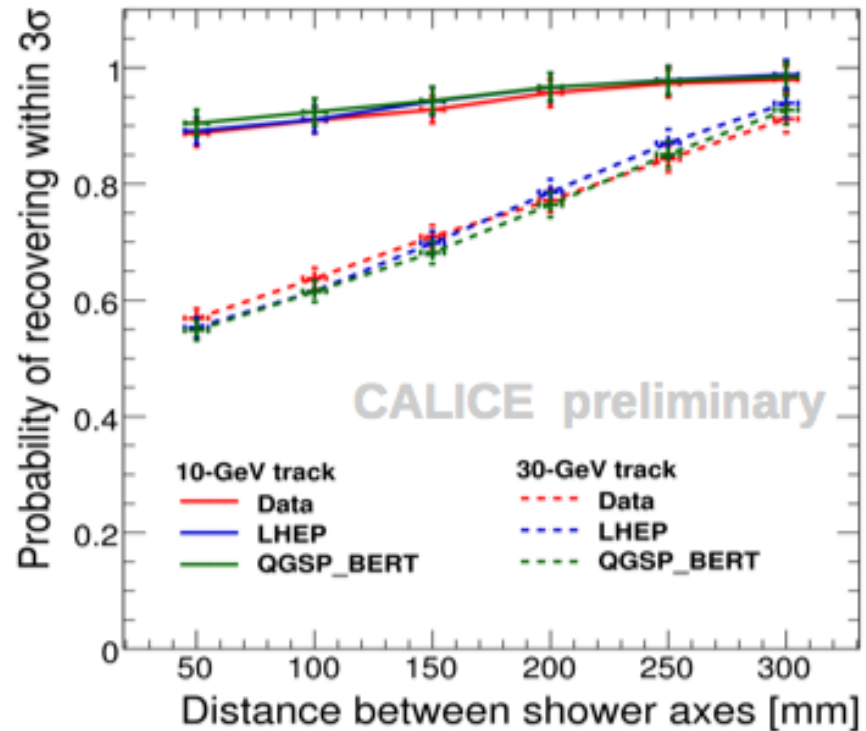 Probability of recovering within 3σ
1
0.8
0.6
0.4
0.2
0
CALICE preliminary
10-GeV track
Data
LHEP
QGSP_BERT
30-GeV track
Data
LHEP
QGSP_BERT
50 100 150 200 250 300
Distance between shower axes [mm]